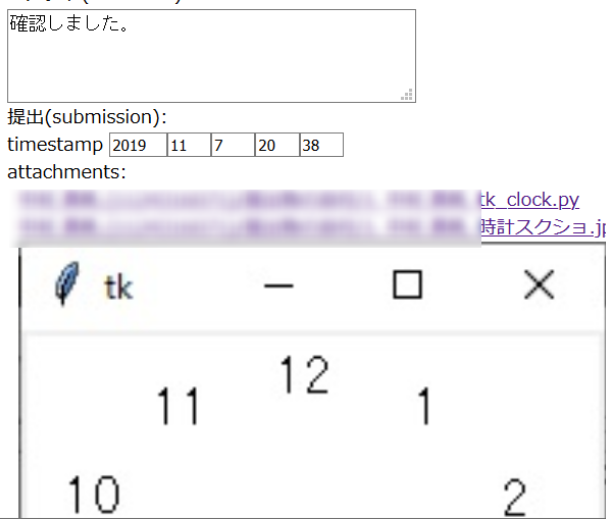 確認しました。
提出(submission):
timestamp 2019 11 7 20 38
attachments:
tk_clock.py
時計スクショ.jp
tk
12
11 1
10 2